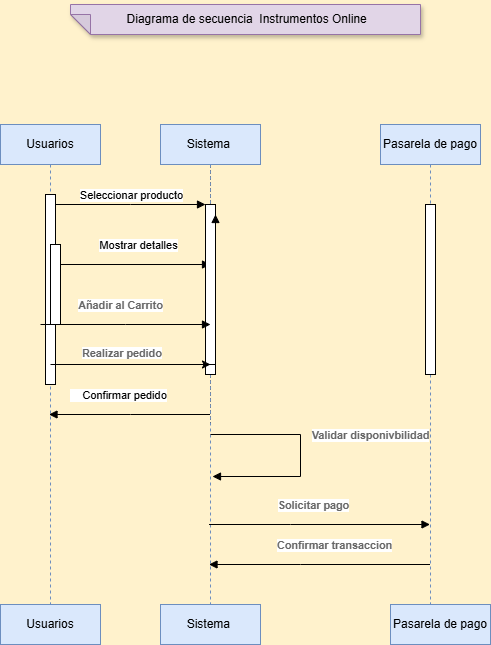 Diagrama de secuencia Instrumentos Online
Usuarios
Sistema
Pasarela de pago
Seleccionar producto
Mostrar detalles
Añadir al Carrito
Realizar pedido
Confirmar pedido
Validar disponivbilidad
Solicitar pago
Confirmar transaccion
Usuarios
Sistema
Pasarela de pago